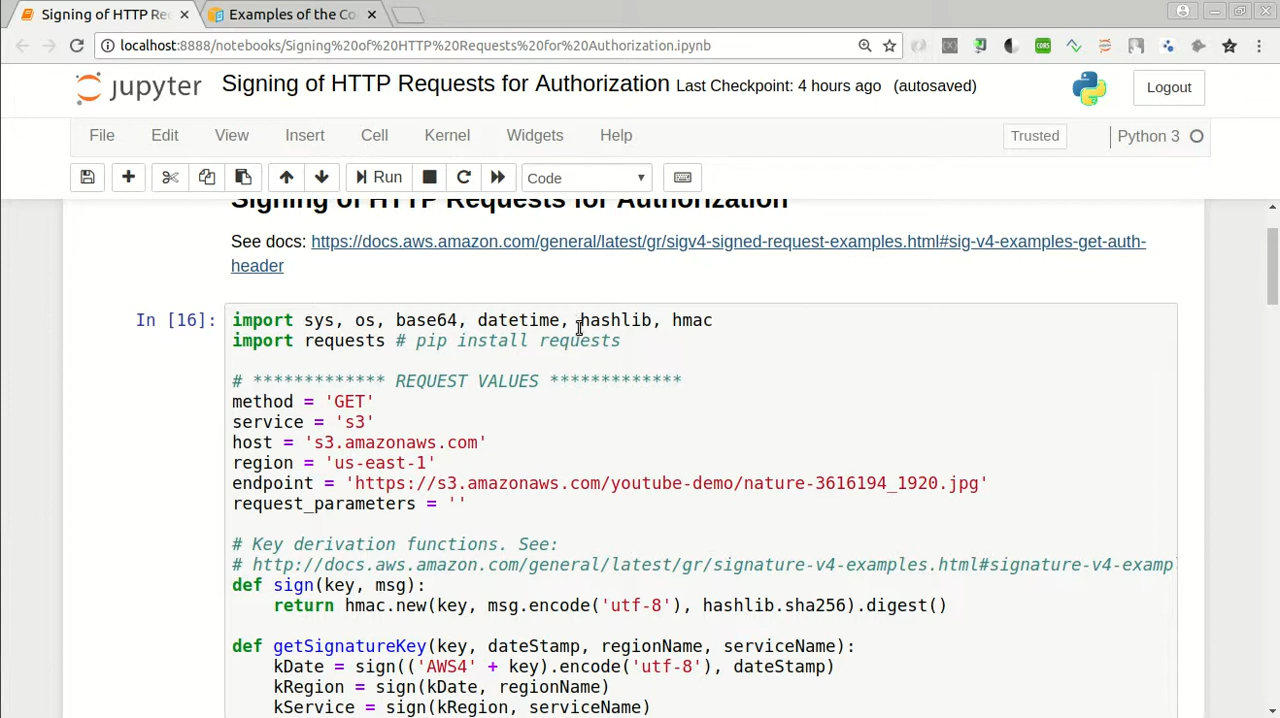 Signing of HTTP Re
Examples of the Co
localhost:8888/notebooks/Signing%20of%20HTTP%20Requests%20for%20Authorization.ipynb
CORS
jupyter Signing of HTTP Requests for Authorization Last Checkpoint: 4 hours ago (autosaved) Logout
File Edit View Insert Cell Kernel Widgets Help Trusted Python 3
Run Code
Signing of HTTP Requests for Authorization
See docs: https://docs.aws.amazon.com/general/latest/gr/sigv4-signed-request-examples.html#sig-v4-examples-get-auth-
header
In [16]: import sys, os, base64, datetime, hashlib, hmac
import requests # pip install requests
# ************* REQUEST VALUES *************
method = 'GET'
service = 's3'
host = 's3.amazonaws.com'
region = 'us-east-1'
endpoint = 'https://s3.amazonaws.com/youtube-demo/nature-3616194_1920.jpg'
request_parameters = ''
# Key derivation functions. See:
# http://docs.aws.amazon.com/general/latest/gr/signature-v4-examples.html#signature-v4-examp
def sign(key, msg):
return hmac.new(key, msg.encode('utf-8'), hashlib.sha256).digest()
def getSignatureKey(key, dateStamp, regionName, serviceName):
kDate = sign(('AWS4' + key).encode('utf-8'), dateStamp)
kRegion = sign(kDate, regionName)
kService = sign(kRegion, serviceName)